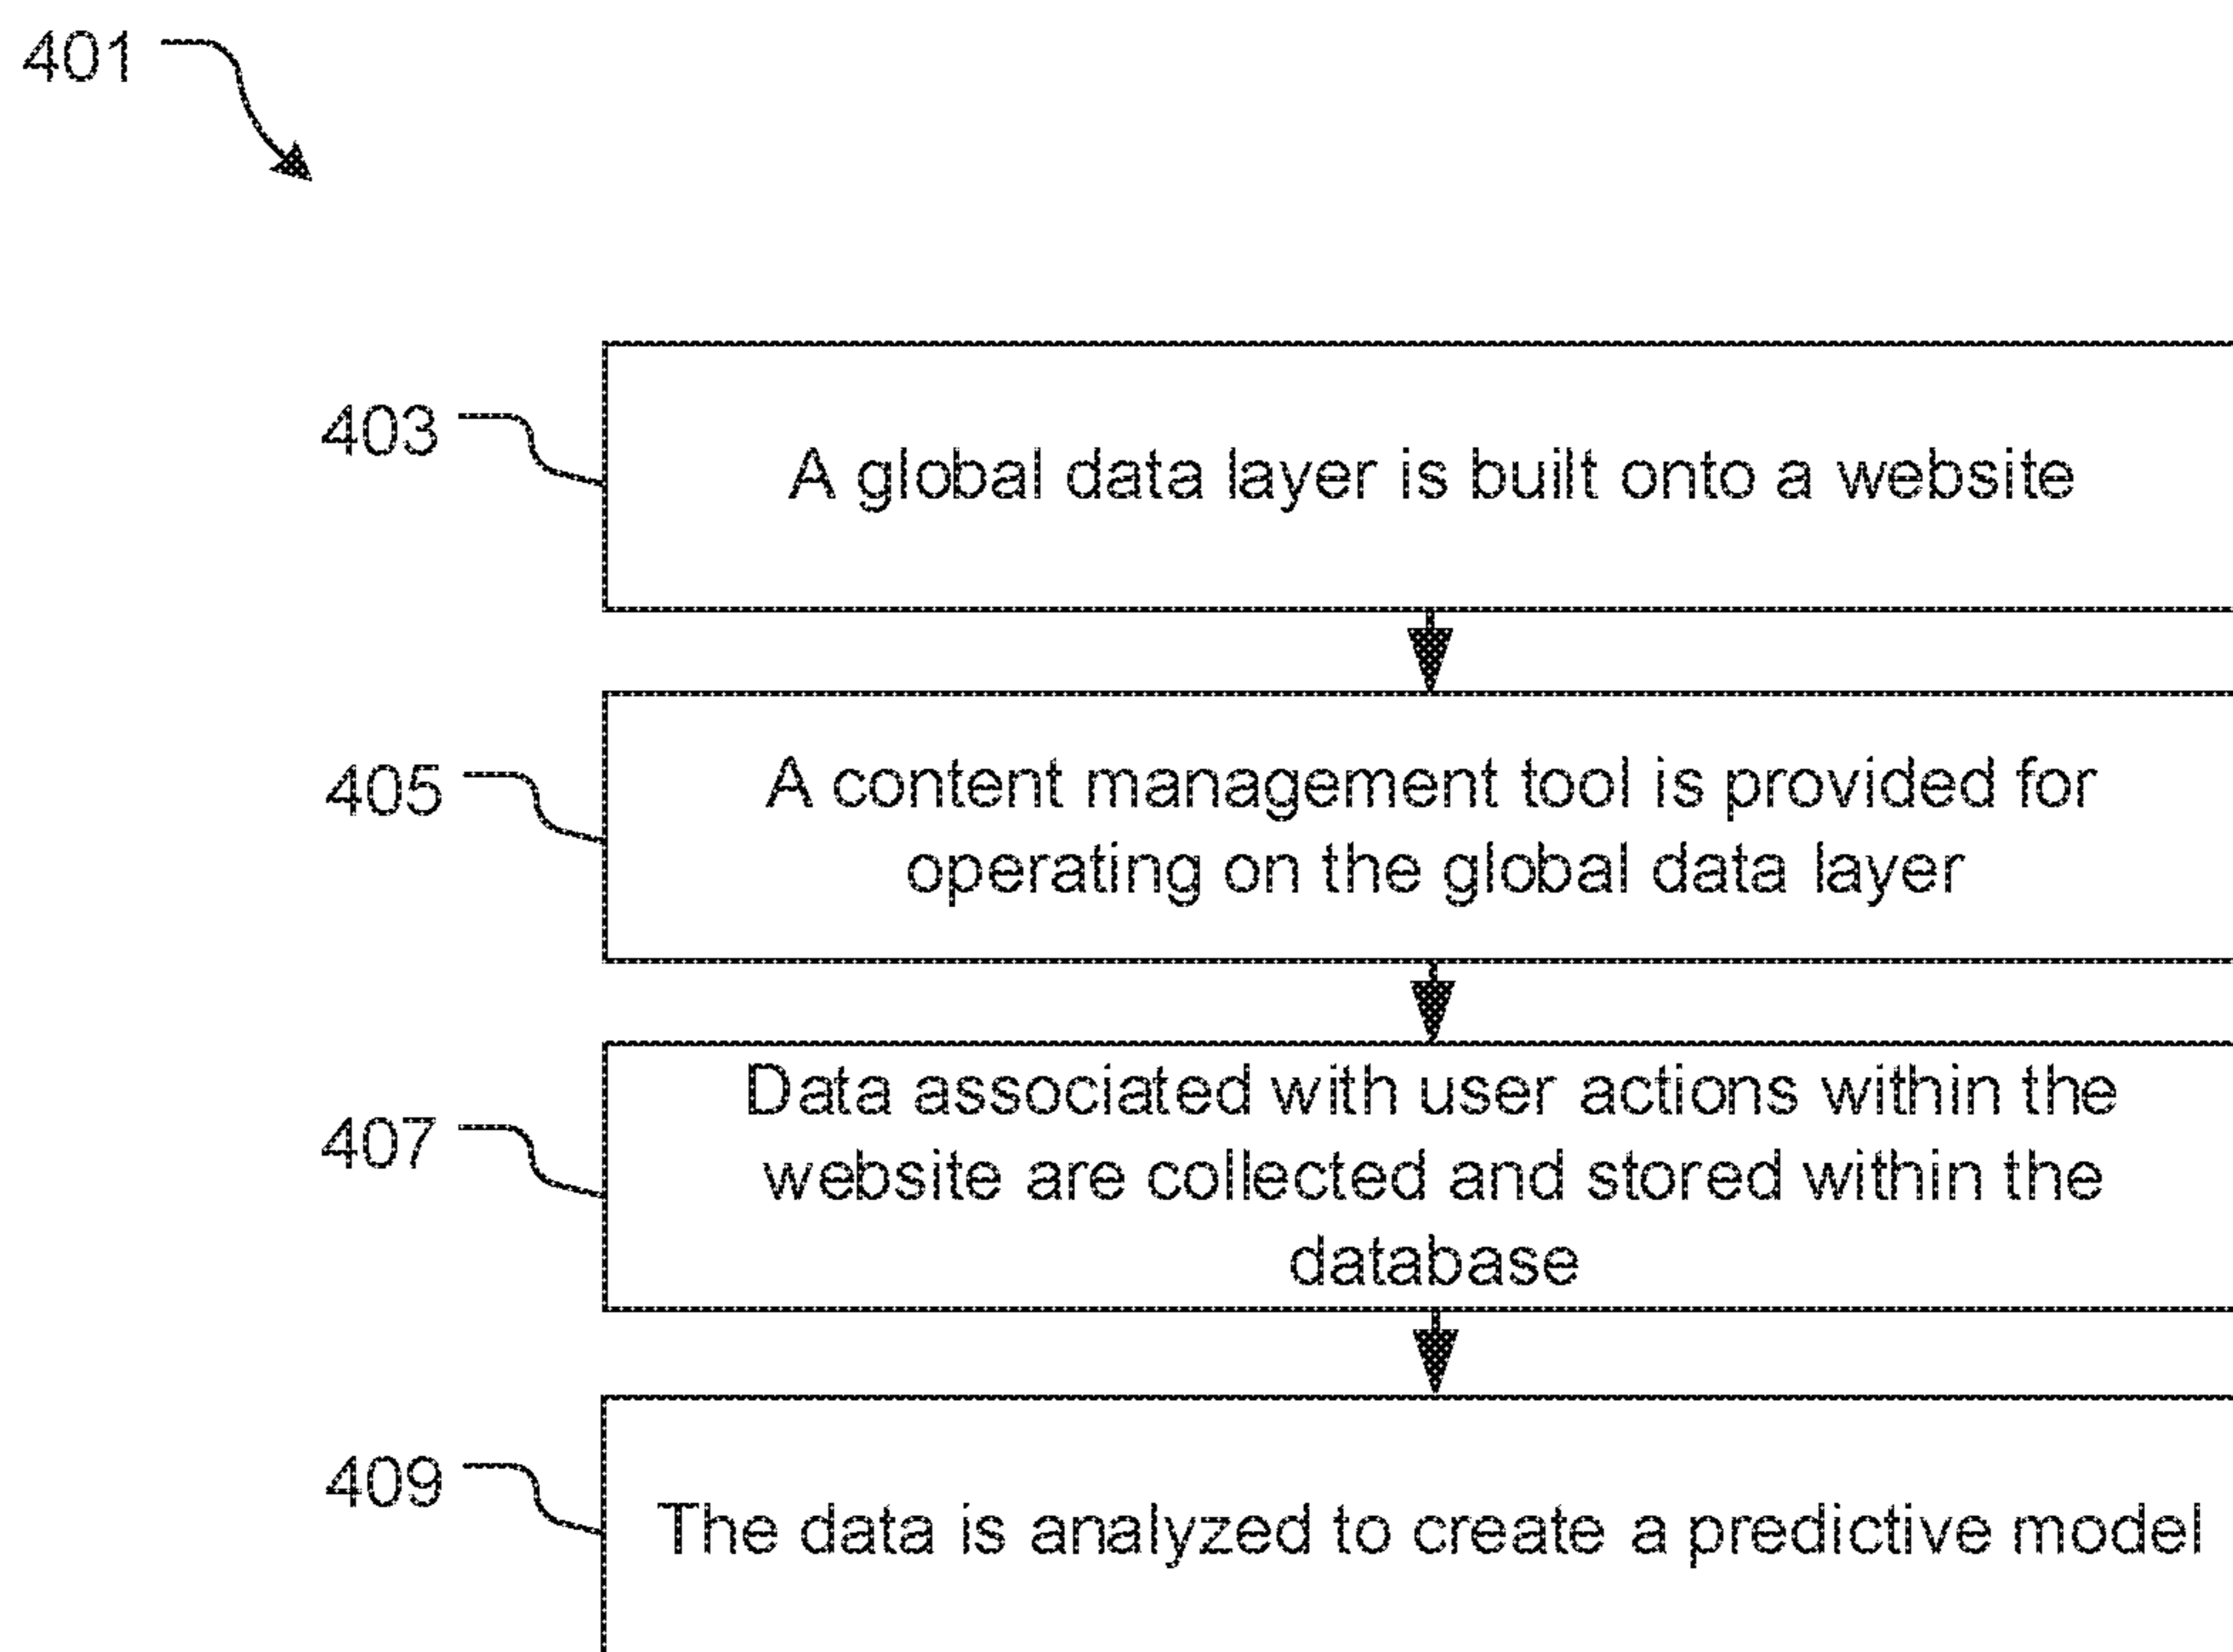 401
403
A global data layer is built onto a website
405
A content management tool is provided for
operating on the global data layer
407
Data associated with user actions within the
website are collected and stored within the
database
409
The data is analyzed to create a predictive model